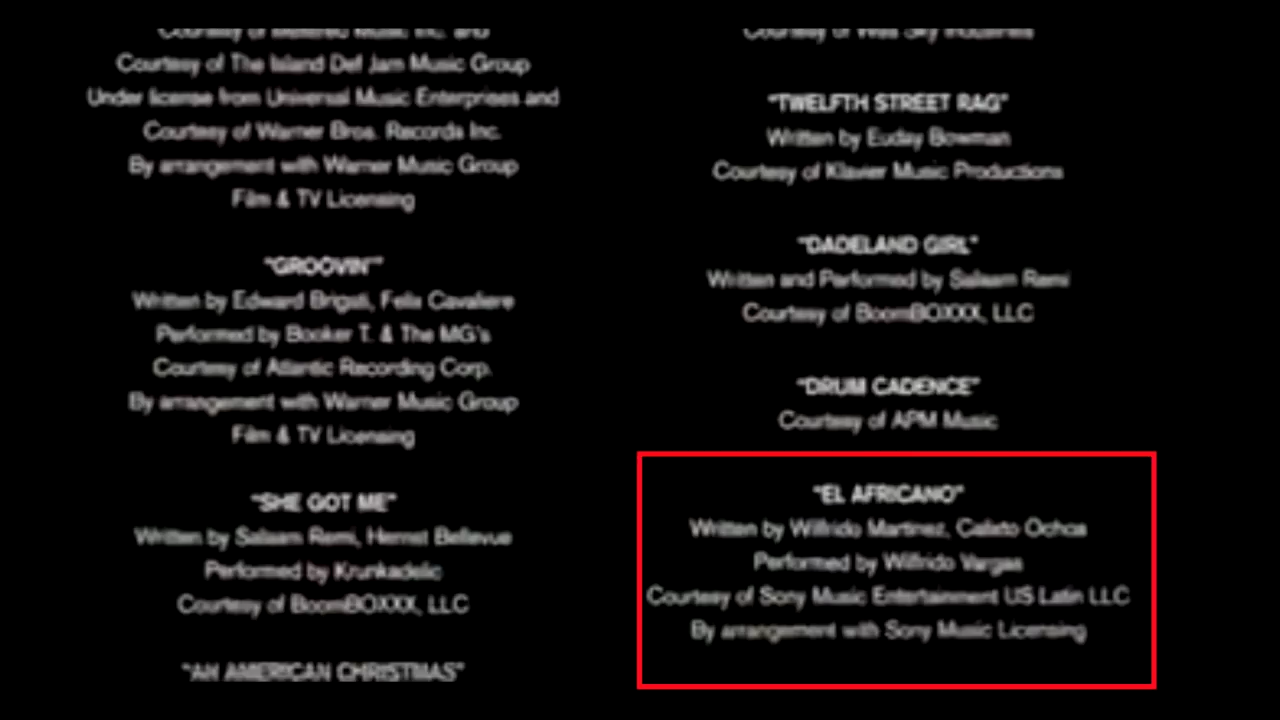 Courtesy of The Island Def Jam Music Group
Under license from Universal Music Enterprises and
Courtesy of Warner Bros. Records Inc.
By arrangement with Warner Music Group
Film & TV Licensing
"GROOVIN'"
Written by Edward Brigati, Felix Cavaliere
Performed by Booker T. & The MG's
Courtesy of Atlantic Recording Corp.
By arrangement with Warner Music Group
Film & TV Licensing
"SHE GOT ME"
Written by Salaam Remi, Hernst Bellevue
Performed by Krunkadelic
Courtesy of BoomBOXXX, LLC
"AN AMERICAN CHRISTMAS"
Courtesy of Industries
"TWELFTH STREET RAG"
Written by Euday Bowman
Courtesy of Klavier Music Productions
"DADELAND GIRL"
Written and Performed by Salaam Remi
Courtesy of BoomBOXXX, LLC
"DRUM CADENCE"
Courtesy of APM Music
"EL AFRICANO"
Written by Wilfrido Martinez, Calixto Ochoa
Performed by Wilfrido Vargas
Courtesy of Sony Music Entertainment US Latin LLC
By arrangement with Sony Music Licensing